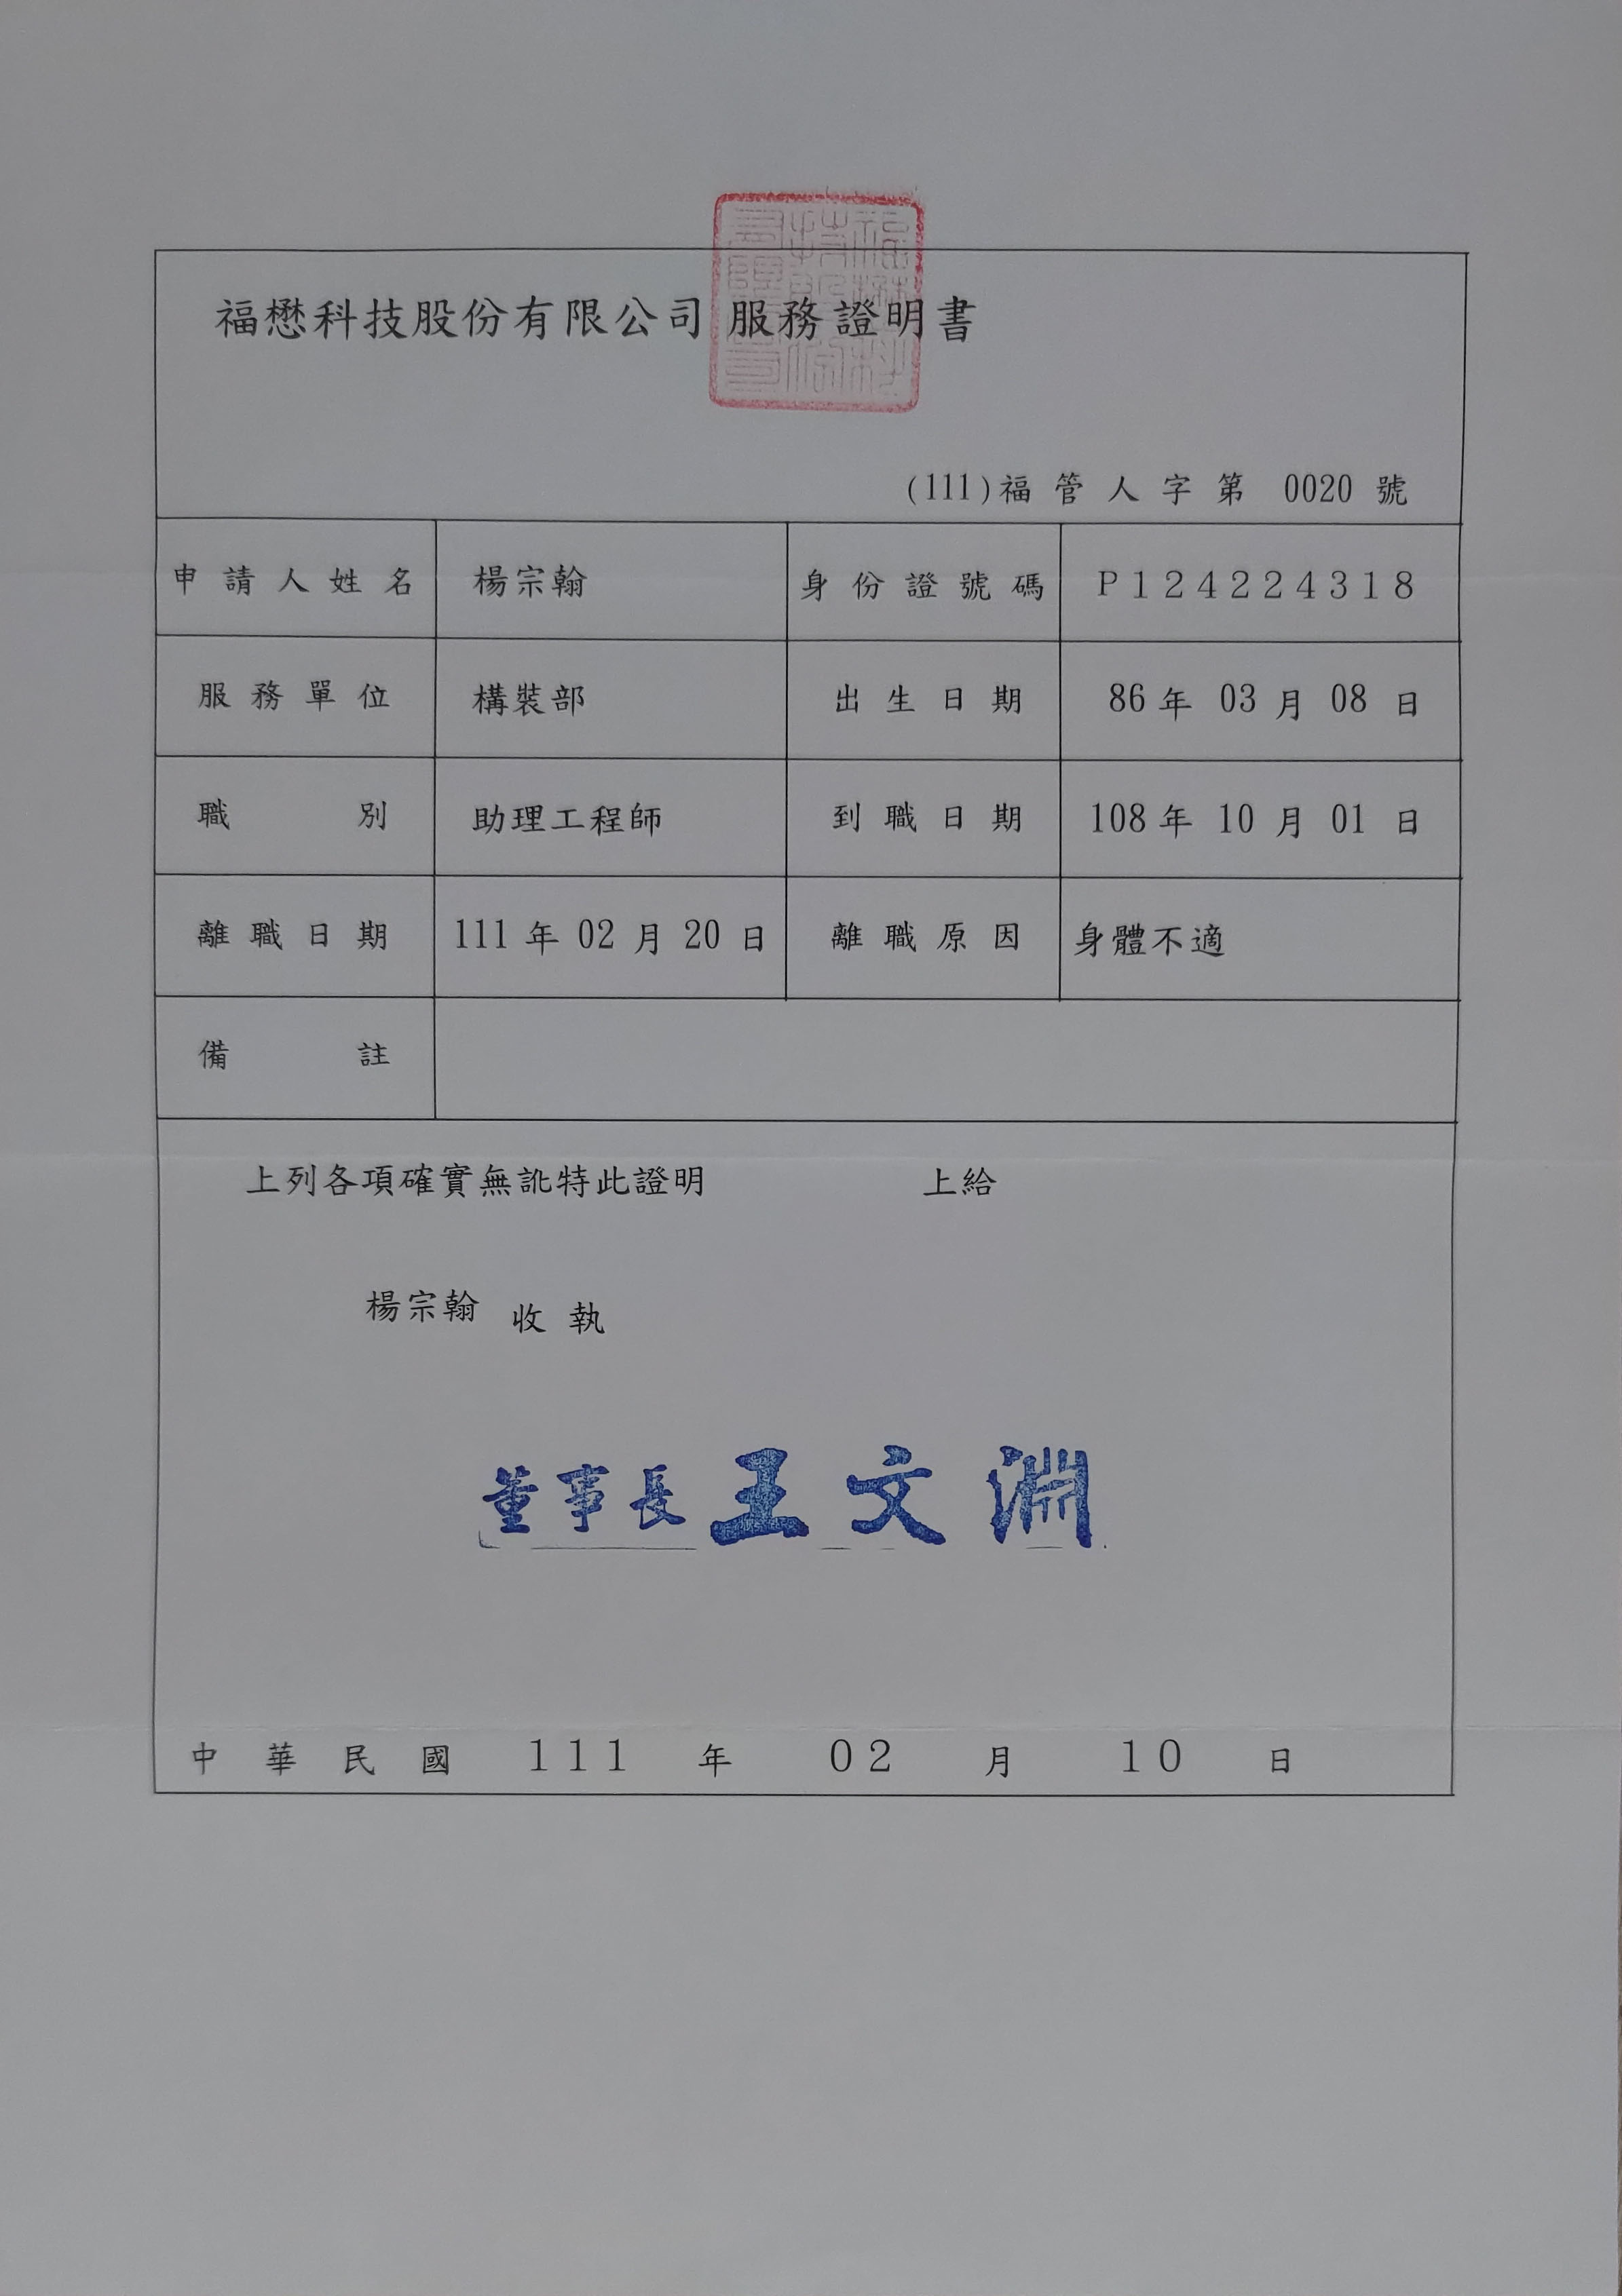 福懋科技股份有限公司 服務證明書
(111)福管人字第 0020 號
申請人姓名 楊宗翰 身份證號碼 P124224318
服務單位 構裝部 出生日期 86年 03月 08 日
職別 助理工程師 到職日期 108年 10月 01 日
離職日期 111年 02月 20日 離職原因 身體不適
備註
上列各項確實無訛特此證明 上給
楊宗翰 收執
董事長 王文淵
中華民國 111 年 02 月 10 日